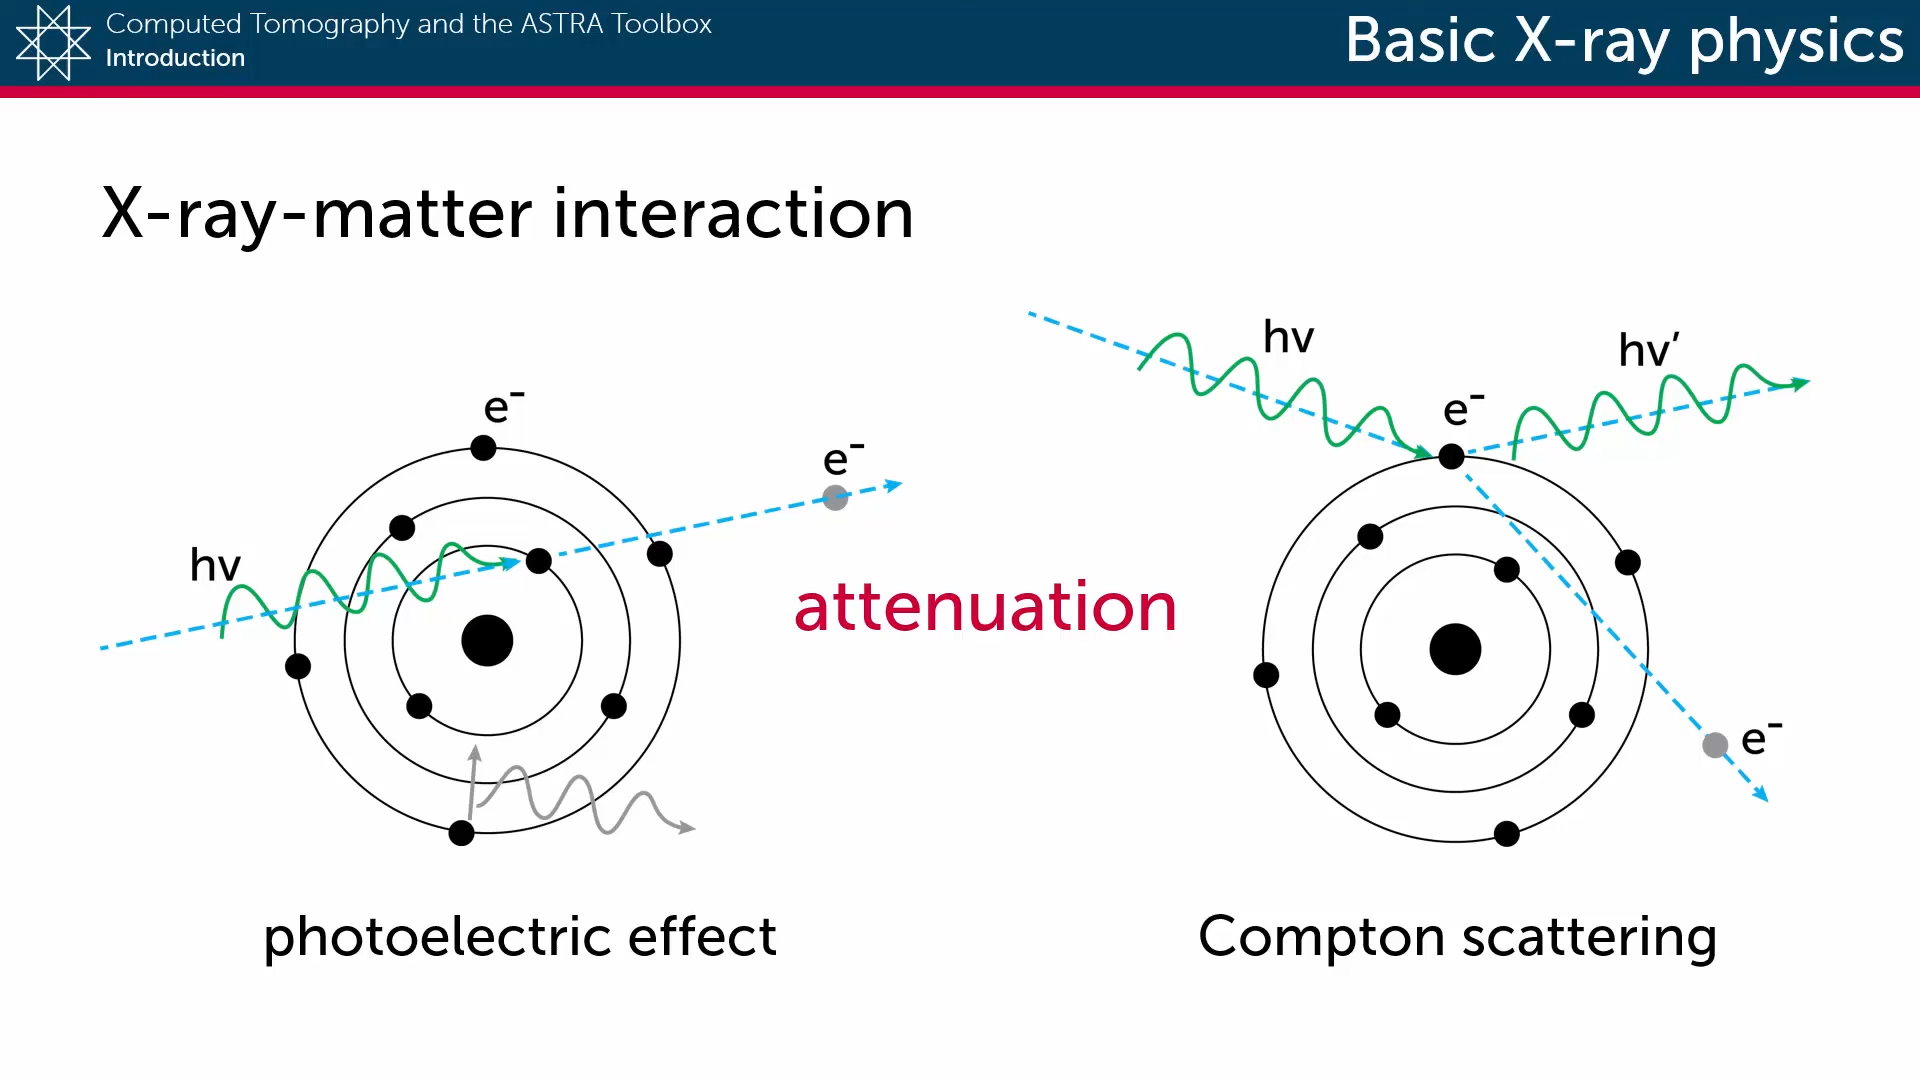 Computed Tomography and the ASTRA Toolbox
Introduction
Basic X-ray physics
X-ray-matter interaction
hv
hv’
e⁻
e⁻
e⁻
hv
attenuation
e⁻
photoelectric effect
Compton scattering